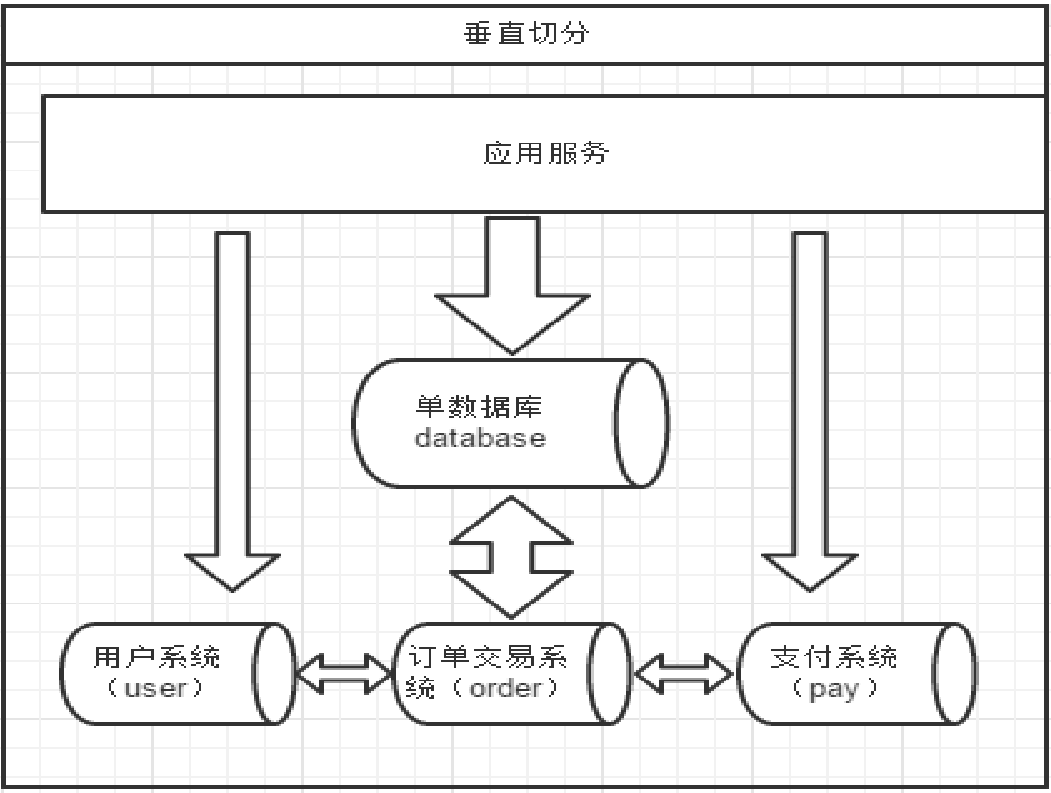 垂直切分
应用服务
单数据库
database
用户系统
（user）
订单交易系
统（order）
支付系统
（pay）